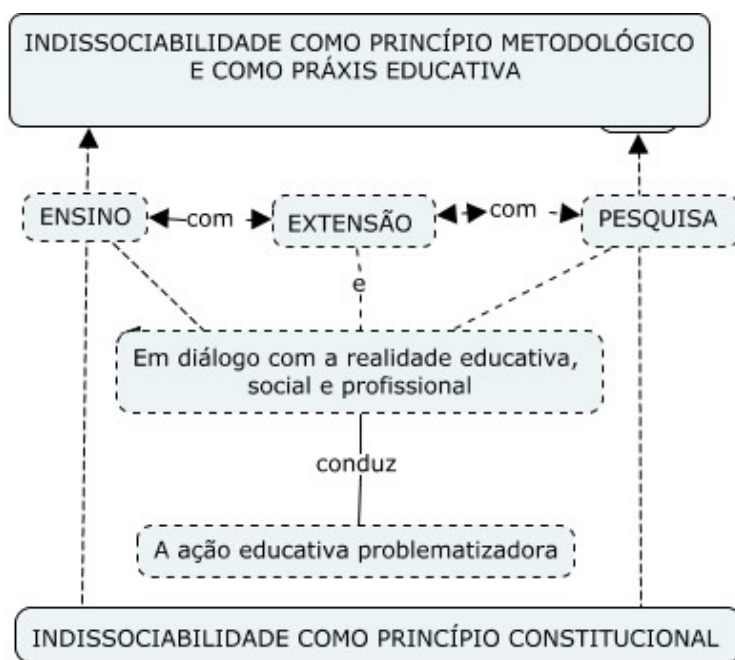 INDISSOCIABILIDADE COMO PRINCÍPIO METODOLÓGICO
E COMO PRÁXIS EDUCATIVA
ENSINO
com
EXTENSÃO
com
PESQUISA
e
Em diálogo com a realidade educativa,
social e profissional
conduz
A ação educativa problematizadora
INDISSOCIABILIDADE COMO PRINCÍPIO CONSTITUCIONAL